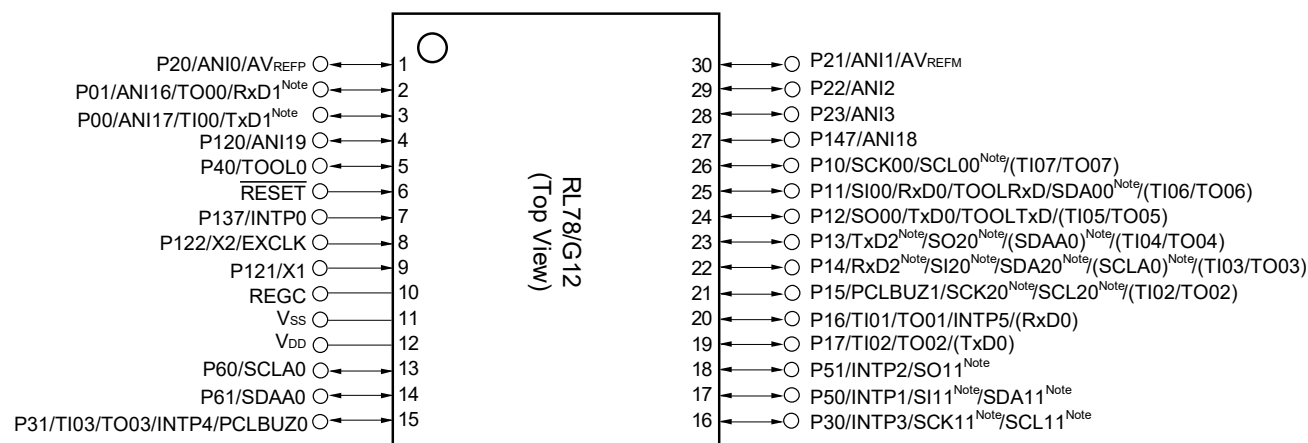 P20/ANI0/AVREFP 1
P01/ANI16/TO00/RxD1Note 2
P00/ANI17/TI00/TxD1Note 3
P120/ANI19 4
P40/TOOL0 5
RESET 6
P137/INTP0 7
P122/X2/EXCLK 8
P121/X1 9
REGC 10
VSS 11
VDD 12
P60/SCLA0 13
P61/SDAA0 14
P31/TI03/TO03/INTP4/PCLBUZ0 15
RL78/G12
(Top View)
30 P21/ANI1/AVREFM
29 P22/ANI2
28 P23/ANI3
27 P147/ANI18
26 P10/SCK00/SCL00Note/(TI07/TO07)
25 P11/SI00/RxD0/TOOLRxD/SDA00Note/(TI06/TO06)
24 P12/SO00/TxD0/TOOLTxD/(TI05/TO05)
23 P13/TxD2Note/SO20Note/(SDAA0)Note/(TI04/TO04)
22 P14/RxD2Note/SI20Note/SDA20Note/(SCLA0)Note/(TI03/TO03)
21 P15/PCLBUZ1/SCK20Note/SCL20Note/(TI02/TO02)
20 P16/TI01/TO01/INTP5/(RxD0)
19 P17/TI02/TO02/(TxD0)
18 P51/INTP2/SO11Note
17 P50/INTP1/SI11Note/SDA11Note
16 P30/INTP3/SCK11Note/SCL11Note